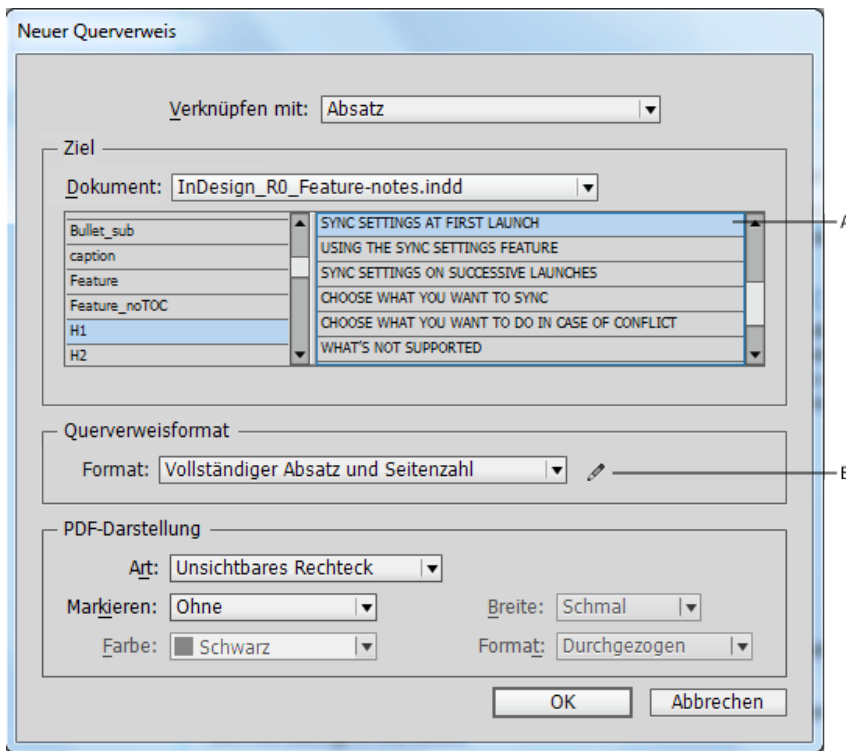 Neuer Querverweis
Verknüpfen mit: Absatz
Ziel
Dokument: InDesign_R0_Feature-notes.indd
Bullet_sub
caption
Feature
Feature_noTOC
H1
H2
SYNC SETTINGS AT FIRST LAUNCH
USING THE SYNC SETTINGS FEATURE
SYNC SETTINGS ON SUCCESSIVE LAUNCHES
CHOOSE WHAT YOU WANT TO SYNC
CHOOSE WHAT YOU WANT TO DO IN CASE OF CONFLICT
WHAT'S NOT SUPPORTED
A
Querverweisformat
Format: Vollständiger Absatz und Seitenzahl
B
PDF-Darstellung
Art: Unsichtbares Rechteck
Markieren: Ohne
Breite: Schmal
Farbe: Schwarz
Format: Durchgezogen
OK
Abbrechen